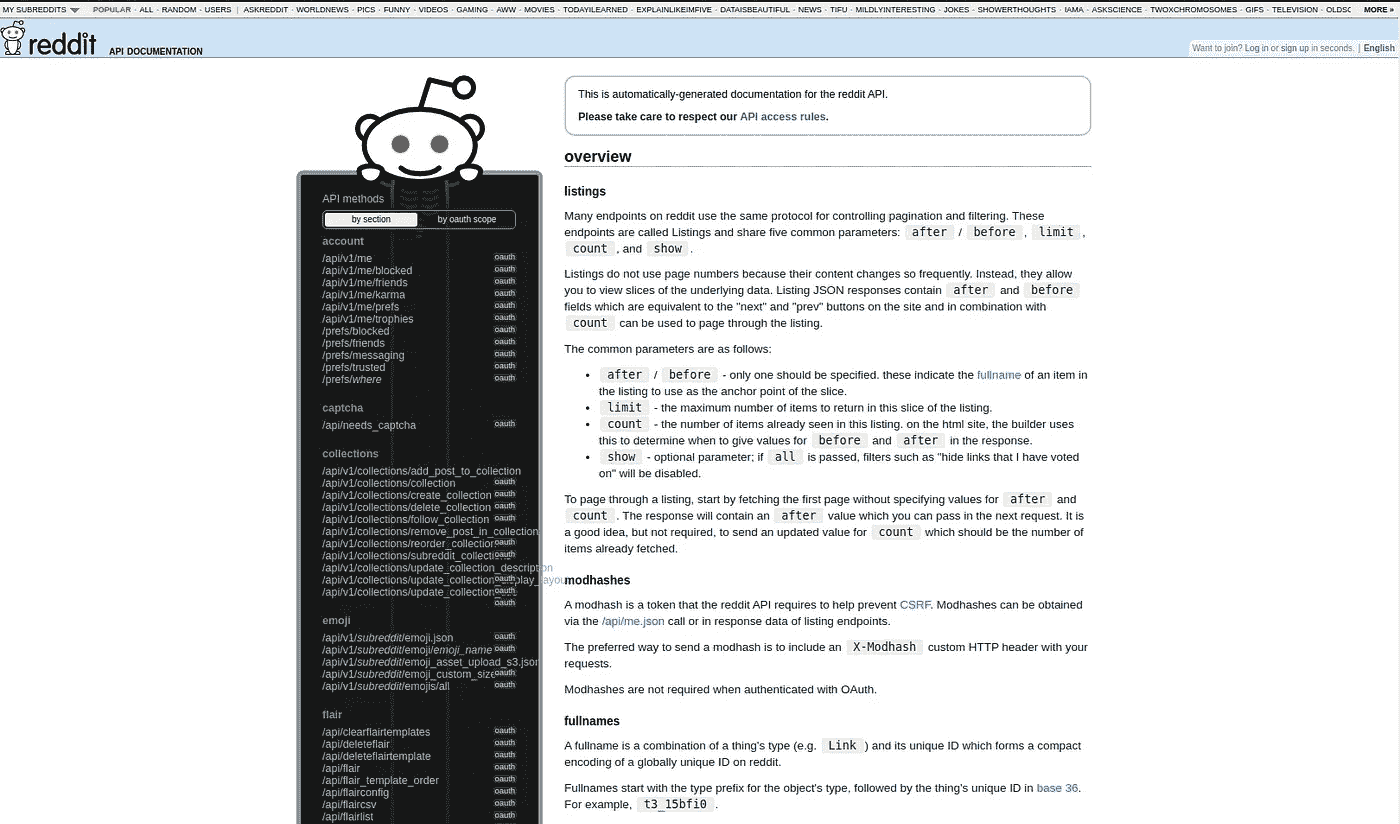 MY SUBREDDITS POPULAR - ALL - RANDOM - USERS | ASKREDDIT - WORLDNEWS - PICS - FUNNY - VIDEOS - GAMING - AWW - MOVIES - TODAYILEARNED - EXPLAINLIKEIMFIVE - DATAISBEAUTIFUL - NEWS - TIFU - MILDLYINTERESTING - JOKES - SHOWERTHOUGHTS - IAMA - ASKSCIENCE - TWOXCHROMOSOMES - GIFS - TELEVISION - OLDSC MORE »
reddit API DOCUMENTATION
Want to join? Log in or sign up in seconds. | English
API methods
by section by oauth scope
account
/api/v1/me oauth
/api/v1/me/blocked oauth
/api/v1/me/friends oauth
/api/v1/me/karma oauth
/api/v1/me/prefs oauth
/api/v1/me/trophies oauth
/prefs/blocked oauth
/prefs/friends oauth
/prefs/messaging oauth
/prefs/trusted oauth
/prefs/where oauth
captcha
/api/needs_captcha oauth
collections
/api/v1/collections/add_post_to_collection
/api/v1/collections/collection oauth
/api/v1/collections/create_collection oauth
/api/v1/collections/delete_collection oauth
/api/v1/collections/follow_collection oauth
/api/v1/collections/remove_post_in_collection
/api/v1/collections/reorder_collection oauth
/api/v1/collections/subreddit_collections oauth
/api/v1/collections/update_collection_description
/api/v1/collections/update_collection_display_layout oauth
/api/v1/collections/update_collection_ oauth
oauth
emoji
/api/v1/subreddit/emoji.json oauth
/api/v1/subreddit/emoji/emoji_name oauth
/api/v1/subreddit/emoji_asset_upload_s3.json
/api/v1/subreddit/emoji_custom_size oauth
/api/v1/subreddit/emojis/all oauth
flair
/api/clearflairtemplates oauth
/api/deleteflair oauth
/api/deleteflairtemplate oauth
/api/flair oauth
/api/flair_template_order oauth
/api/flairconfig oauth
/api/flaircsv oauth
/api/flairlist oauth
This is automatically-generated documentation for the reddit API.
Please take care to respect our API access rules.
overview
listings
Many endpoints on reddit use the same protocol for controlling pagination and filtering. These
endpoints are called Listings and share five common parameters: after / before , limit ,
count , and show .
Listings do not use page numbers because their content changes so frequently. Instead, they allow
you to view slices of the underlying data. Listing JSON responses contain after and before
fields which are equivalent to the "next" and "prev" buttons on the site and in combination with
count can be used to page through the listing.
The common parameters are as follows:
• after / before - only one should be specified. these indicate the fullname of an item in
the listing to use as the anchor point of the slice.
• limit - the maximum number of items to return in this slice of the listing.
• count - the number of items already seen in this listing. on the html site, the builder uses
this to determine when to give values for before and after in the response.
• show - optional parameter; if all is passed, filters such as "hide links that I have voted
on" will be disabled.
To page through a listing, start by fetching the first page without specifying values for after and
count . The response will contain an after value which you can pass in the next request. It is
a good idea, but not required, to send an updated value for count which should be the number of
items already fetched.
modhashes
A modhash is a token that the reddit API requires to help prevent CSRF. Modhashes can be obtained
via the /api/me.json call or in response data of listing endpoints.
The preferred way to send a modhash is to include an X-Modhash custom HTTP header with your
requests.
Modhashes are not required when authenticated with OAuth.
fullnames
A fullname is a combination of a thing's type (e.g. Link ) and its unique ID which forms a compact
encoding of a globally unique ID on reddit.
Fullnames start with the type prefix for the object's type, followed by the thing's unique ID in base 36.
For example, t3_15bfi0 .